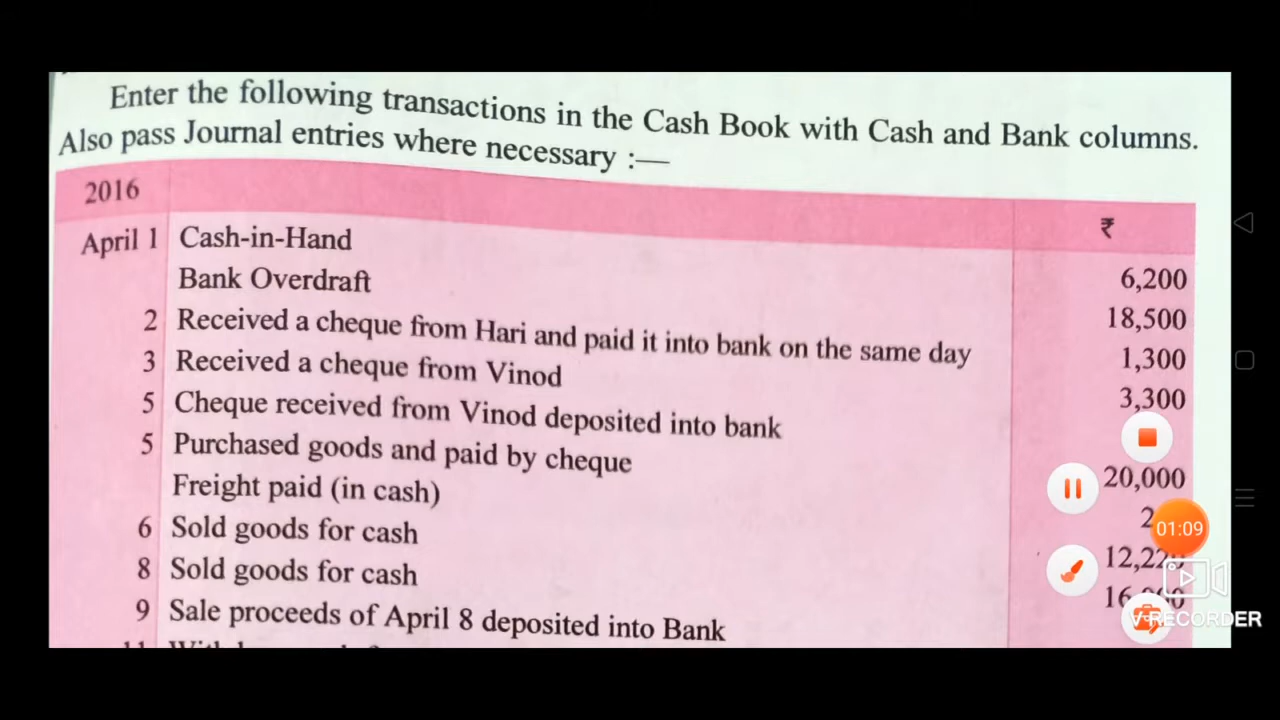 Enter the following transactions in the Cash Book with Cash and Bank columns.
Also pass Journal entries where necessary :—
2016
₹
April 1 Cash-in-Hand 6,200
Bank Overdraft 18,500
2 Received a cheque from Hari and paid it into bank on the same day 1,300
3 Received a cheque from Vinod 3,300
5 Cheque received from Vinod deposited into bank
5 Purchased goods and paid by cheque 20,000
Freight paid (in cash)
6 Sold goods for cash
8 Sold goods for cash
9 Sale proceeds of April 8 deposited into Bank
01:09
RECORDER